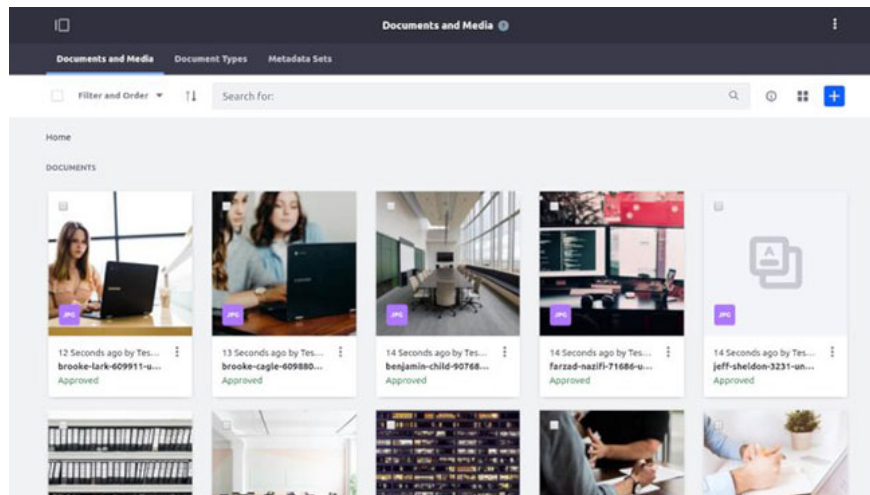 Documents and Media
Documents and Media Document Types Metadata Sets
Filter and Order Search for:
Home
DOCUMENTS
JPG JPG JPG JPG JPG
12 Seconds ago by Tes... 13 Seconds ago by Tes... 14 Seconds ago by Tes... 14 Seconds ago by Tes... 14 Seconds ago by Tes...
brooke-lark-609911-u... brooke-cagle-609880... benjamin-child-90768... farzad-nazifi-71686-u... jeff-sheldon-3231-un...
Approved Approved Approved Approved Approved